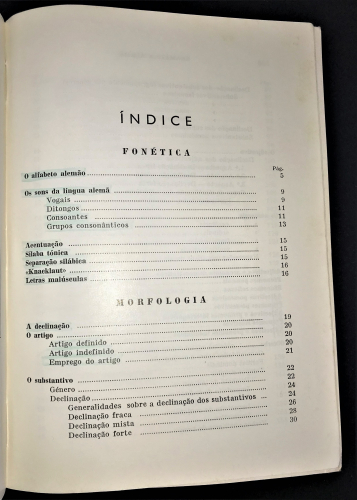 ÍNDICE
FONÉTICA
Pág.
O alfabeto alemão ........ 5
Os sons da língua alemã ........ 9
Vogais ........ 9
Ditongos ........ 11
Consoantes ........ 11
Grupos consonânticos ........ 13
Acentuação ........ 15
Sílaba tónica ........ 15
Separação silábica ........ 15
«Knacklaut» ........ 16
Letras maiúsculas ........ 16
MORFOLOGIA
A declinação ........ 19
O artigo ........ 20
Artigo definido ........ 20
Artigo indefinido ........ 20
Emprego do artigo ........ 21
O substantivo ........ 22
Género ........ 22
Declinação ........ 24
Generalidades sobre a declinação dos substantivos ... 24
Declinação fraca ........ 26
Declinação mista ........ 28
Declinação forte ........ 30